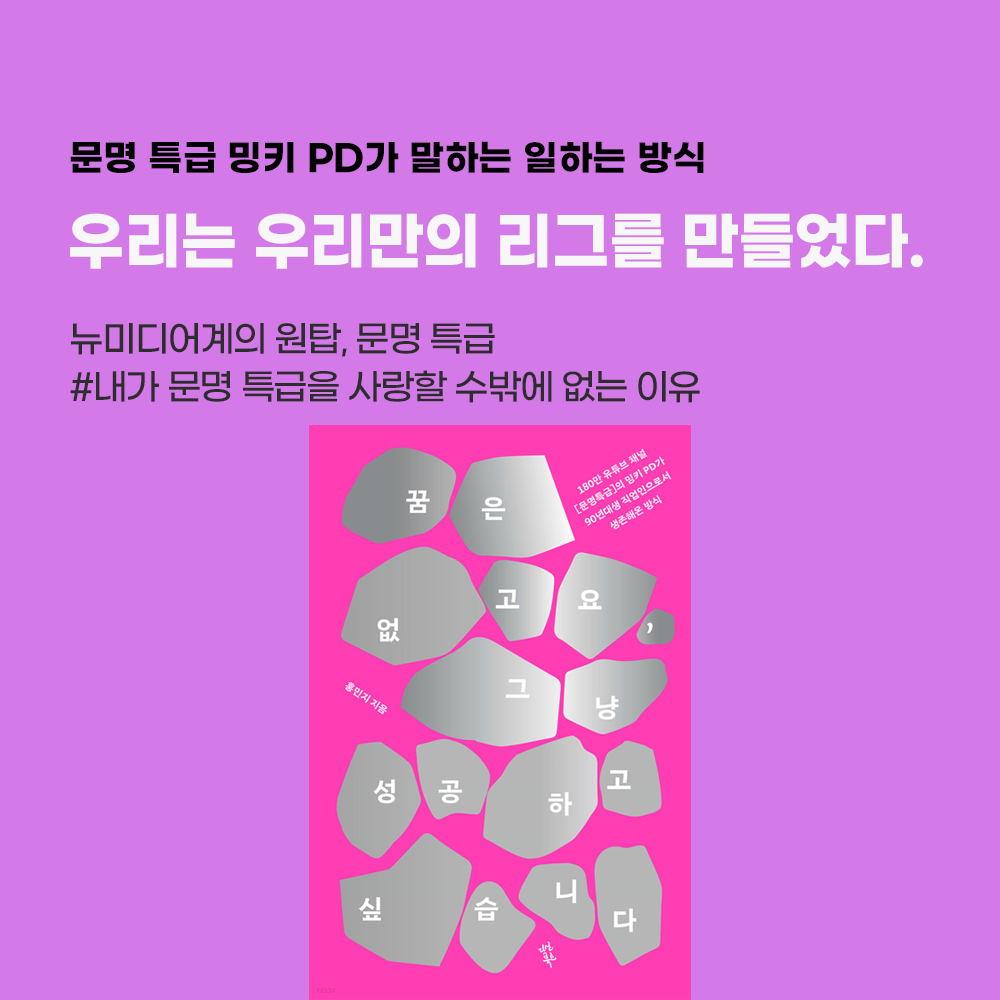 문명 특급 밍키 PD가 말하는 일하는 방식
우리는 우리만의 리그를 만들었다.
뉴미디어계의 원탑, 문명 특급
#내가 문명 특급을 사랑할 수밖에 없는 이유
180만 유튜브 채널
[문명특급]의 밍키 PD가
90년대생 직업인으로서
생존해온 방식
꿈은
없고요,
그냥
홍민지 지음
성공하고
싶습니다